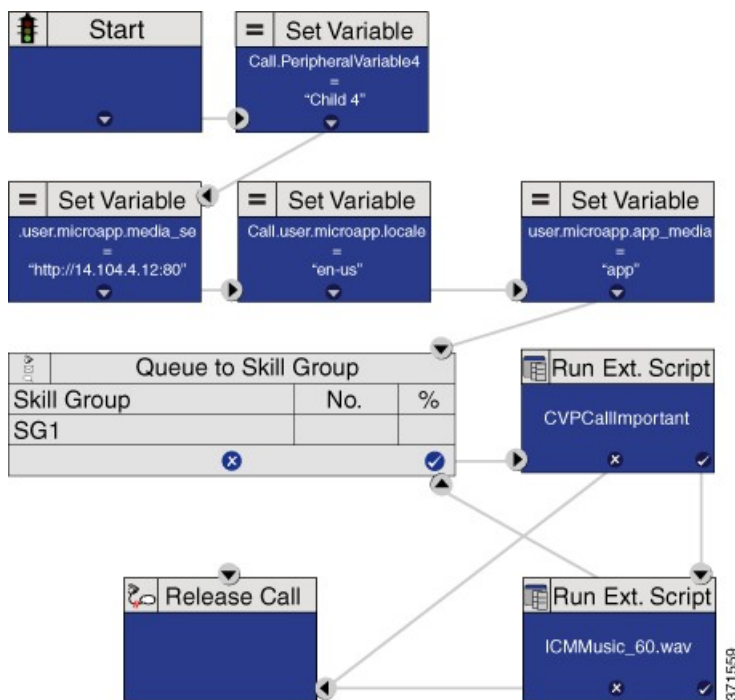 Start
= Set Variable
Call.PeripheralVariable4
=
“Child 4”
= Set Variable
.user.microapp.media_se
=
“http://14.104.4.12:80”
= Set Variable
Call.user.microapp.locale
=
“en-us”
= Set Variable
user.microapp.app_media
=
“app”
Queue to Skill Group
Skill Group No. %
SG1
Run Ext. Script
CVPCallImportant
Release Call
Run Ext. Script
ICMMusic_60.wav
371559